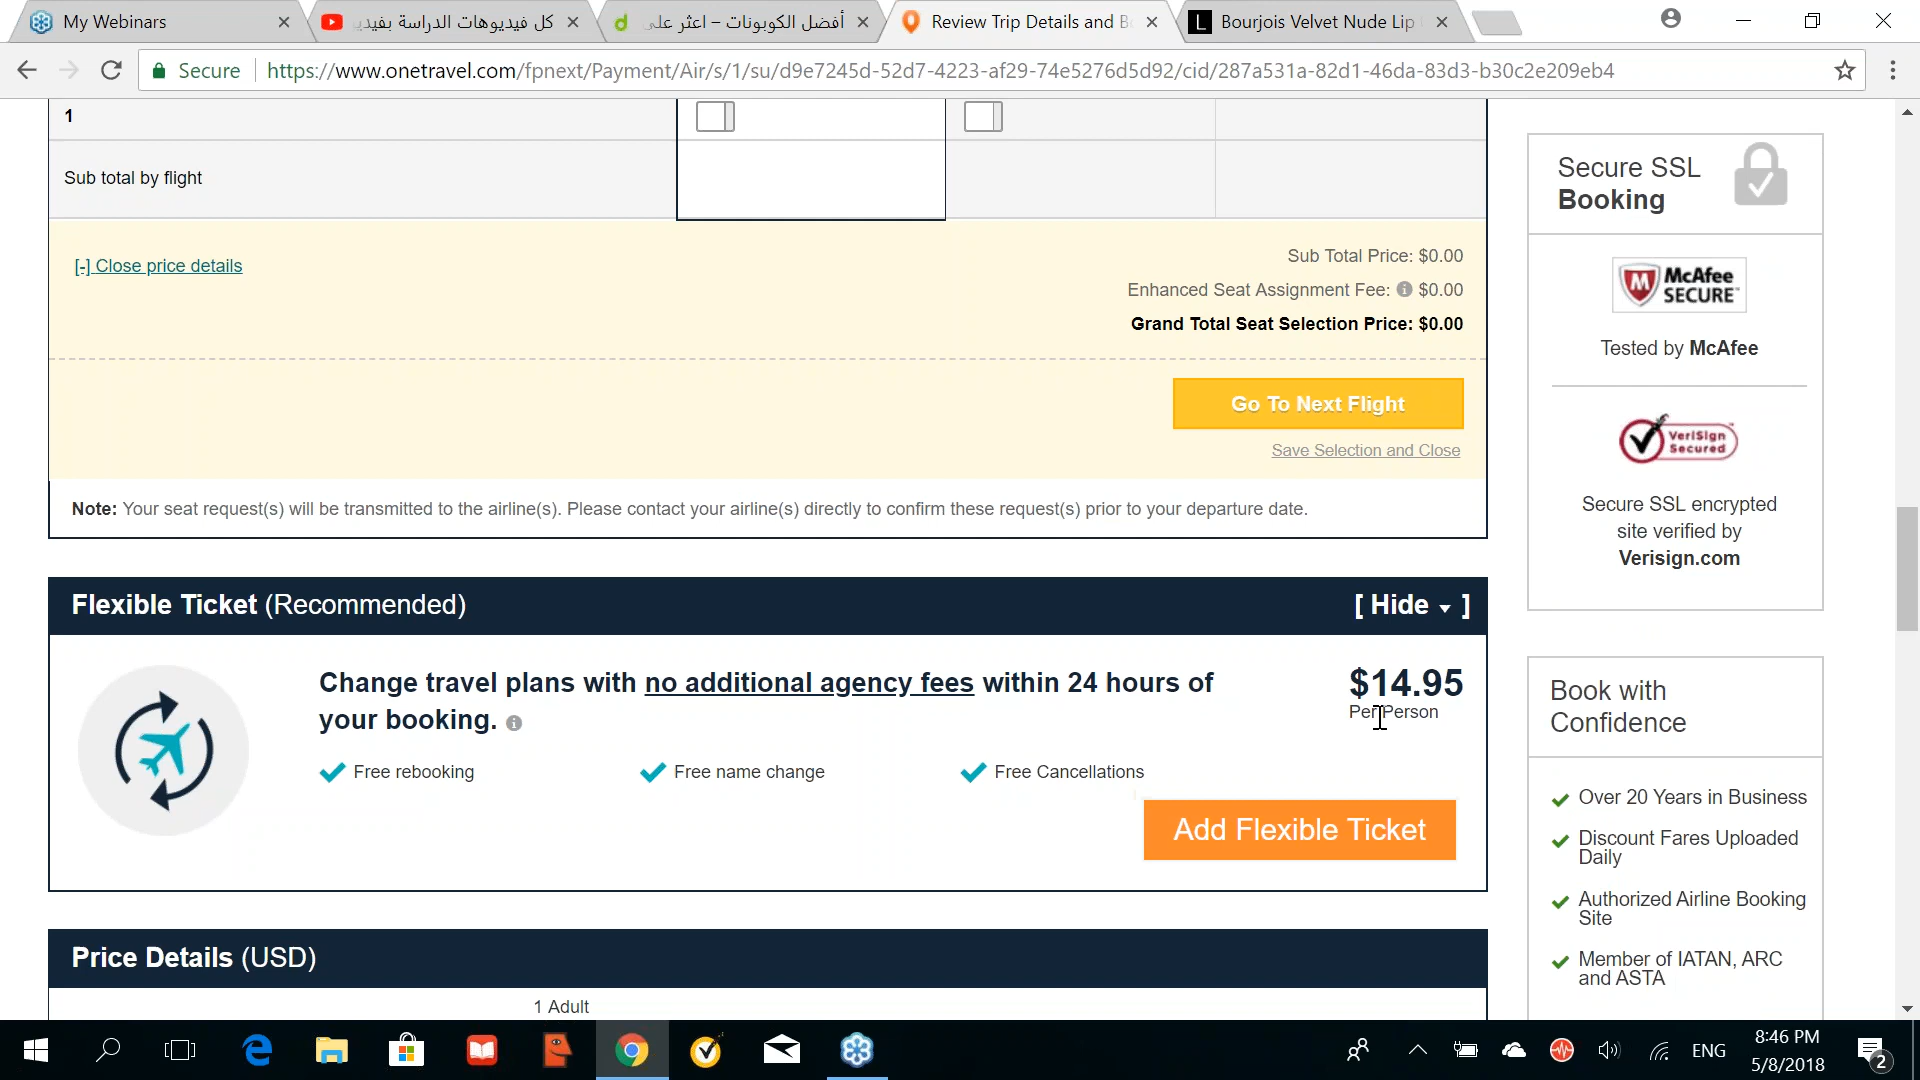 My Webinars
كل فيديوهات الدراسة بفيديـ
أفضل الكوبونات – اعثر على
Review Trip Details and B
L Bourjois Velvet Nude Lip
Secure
https://www.onetravel.com/fpnext/Payment/Air/s/1/su/d9e7245d-52d7-4223-af29-74e5276d5d92/cid/287a531a-82d1-46da-83d3-b30c2e209eb4
1
Sub total by flight
[-] Close price details
Sub Total Price: $0.00
Enhanced Seat Assignment Fee: $0.00
Grand Total Seat Selection Price: $0.00
Go To Next Flight
Save Selection and Close
Note: Your seat request(s) will be transmitted to the airline(s). Please contact your airline(s) directly to confirm these request(s) prior to your departure date.
Flexible Ticket (Recommended)
[ Hide ]
Change travel plans with no additional agency fees within 24 hours of
your booking.
$14.95
Per Person
Free rebooking
Free name change
Free Cancellations
Add Flexible Ticket
Price Details (USD)
1 Adult
Secure SSL
Booking
McAfee
SECURE
Tested by McAfee
VeriSign
Secured
Secure SSL encrypted
site verified by
Verisign.com
Book with
Confidence
Over 20 Years in Business
Discount Fares Uploaded
Daily
Authorized Airline Booking
Site
Member of IATAN, ARC
and ASTA
ENG
8:46 PM
5/8/2018
2